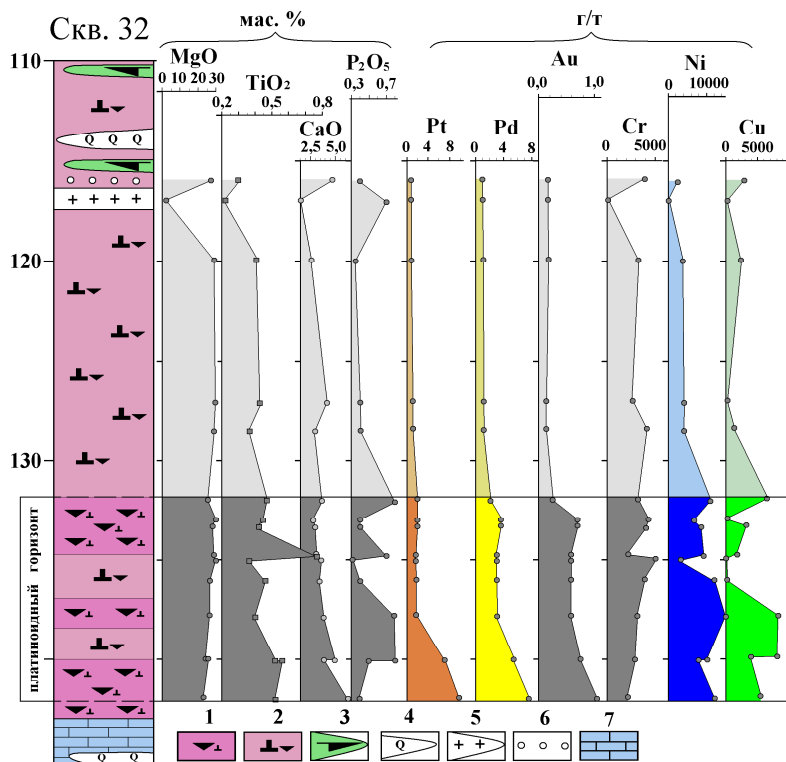 Скв. 32
мас. %
г/т
110
120
130
MgO
0 10 20 30
TiO2
0,2 0,5 0,8
CaO
2,5 5,0
P2O5
0,3 0,7
Pt
0 4 8
Pd
0 4 8
Au
0,0 1,0
Cr
0 5000
Ni
0 10000
Cu
0 5000
Q Q Q
+ + + +
платиноидный горизонт
Q Q
1 2 3 4 5 6 7
Q
+ +